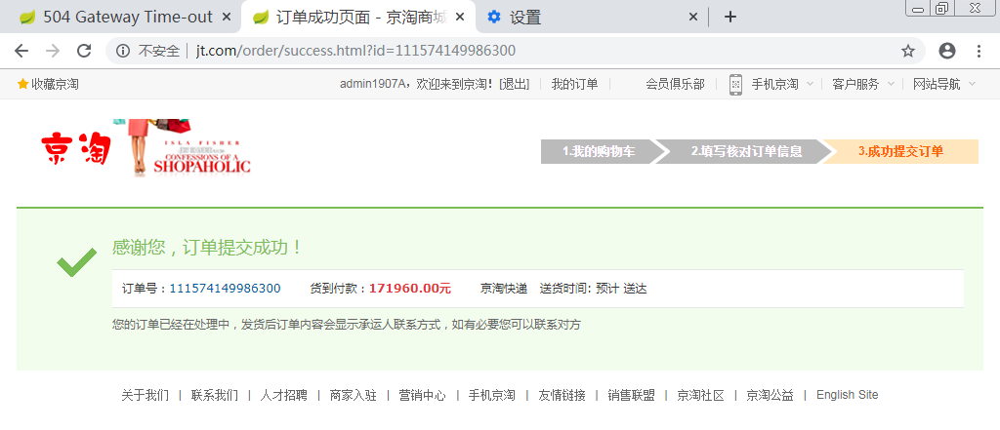 504 Gateway Time-out
订单成功页面 - 京淘商城
设置
不安全 | jt.com/order/success.html?id=111574149986300
收藏京淘 admin1907A，欢迎来到京淘！[退出] 我的订单 会员俱乐部 手机京淘 客户服务 网站导航
京淘
ISLA FISHER
CONFESSIONS OF A
SHOPAHOLIC
1.我的购物车 2.填写核对订单信息 3.成功提交订单
感谢您，订单提交成功！
订单号：111574149986300 货到付款：171960.00元 京淘快递 送货时间: 预计 送达
您的订单已经在处理中，发货后订单内容会显示承运人联系方式，如有必要您可以联系对方
关于我们 | 联系我们 | 人才招聘 | 商家入驻 | 营销中心 | 手机京淘 | 友情链接 | 销售联盟 | 京淘社区 | 京淘公益 | English Site